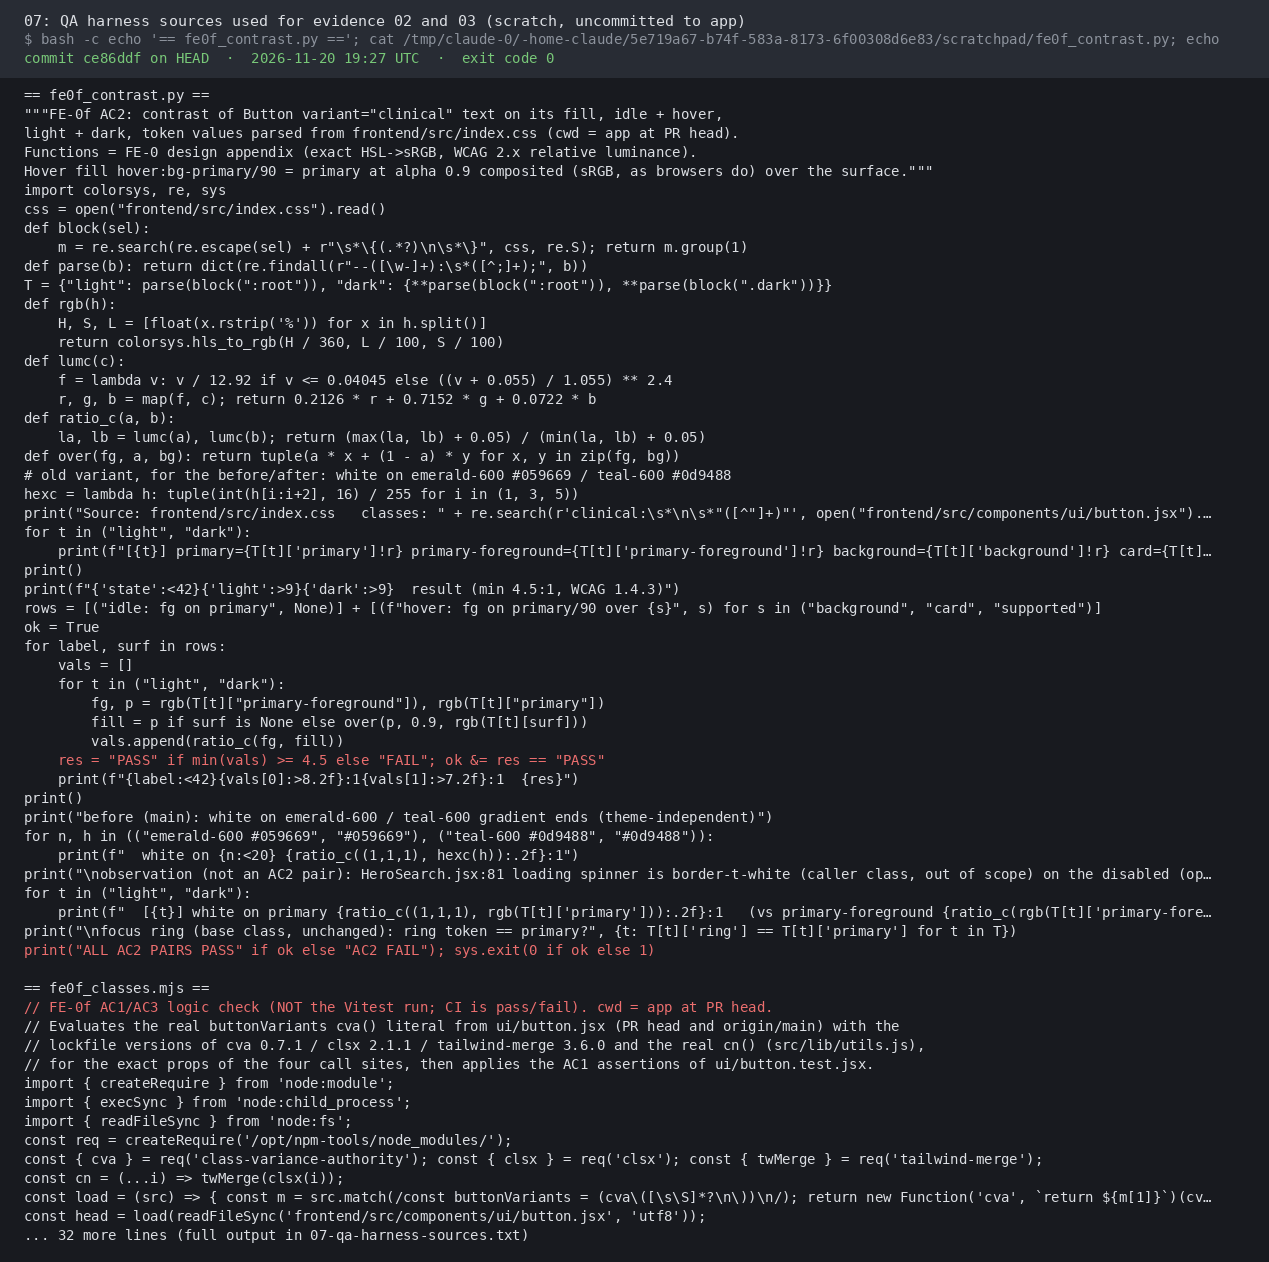 07: QA harness sources used for evidence 02 and 03 (scratch, uncommitted to app)
$ bash -c echo '== fe0f_contrast.py =='; cat /tmp/claude-0/-home-claude/5e719a67-b74f-583a-8173-6f00308d6e83/scratchpad/fe0f_contrast.py; echo
commit ce86ddf on HEAD  ·  2026-11-20 19:27 UTC  ·  exit code 0
== fe0f_contrast.py ==
"""FE-0f AC2: contrast of Button variant="clinical" text on its fill, idle + hover,
light + dark, token values parsed from frontend/src/index.css (cwd = app at PR head).
Functions = FE-0 design appendix (exact HSL->sRGB, WCAG 2.x relative luminance).
Hover fill hover:bg-primary/90 = primary at alpha 0.9 composited (sRGB, as browsers do) over the surface."""
import colorsys, re, sys
css = open("frontend/src/index.css").read()
def block(sel):
    m = re.search(re.escape(sel) + r"\s*\{(.*?)\n\s*\}", css, re.S); return m.group(1)
def parse(b): return dict(re.findall(r"--([\w-]+):\s*([^;]+);", b))
T = {"light": parse(block(":root")), "dark": {**parse(block(":root")), **parse(block(".dark"))}}
def rgb(h):
    H, S, L = [float(x.rstrip('%')) for x in h.split()]
    return colorsys.hls_to_rgb(H / 360, L / 100, S / 100)
def lumc(c):
    f = lambda v: v / 12.92 if v <= 0.04045 else ((v + 0.055) / 1.055) ** 2.4
    r, g, b = map(f, c); return 0.2126 * r + 0.7152 * g + 0.0722 * b
def ratio_c(a, b):
    la, lb = lumc(a), lumc(b); return (max(la, lb) + 0.05) / (min(la, lb) + 0.05)
def over(fg, a, bg): return tuple(a * x + (1 - a) * y for x, y in zip(fg, bg))
# old variant, for the before/after: white on emerald-600 #059669 / teal-600 #0d9488
hexc = lambda h: tuple(int(h[i:i+2], 16) / 255 for i in (1, 3, 5))
print("Source: frontend/src/index.css   classes: " + re.search(r'clinical:\s*\n\s*"([^"]+)"', open("frontend/src/components/ui/button.jsx").…
for t in ("light", "dark"):
    print(f"[{t}] primary={T[t]['primary']!r} primary-foreground={T[t]['primary-foreground']!r} background={T[t]['background']!r} card={T[t]…
print()
print(f"{'state':<42}{'light':>9}{'dark':>9}  result (min 4.5:1, WCAG 1.4.3)")
rows = [("idle: fg on primary", None)] + [(f"hover: fg on primary/90 over {s}", s) for s in ("background", "card", "supported")]
ok = True
for label, surf in rows:
    vals = []
    for t in ("light", "dark"):
        fg, p = rgb(T[t]["primary-foreground"]), rgb(T[t]["primary"])
        fill = p if surf is None else over(p, 0.9, rgb(T[t][surf]))
        vals.append(ratio_c(fg, fill))
    res = "PASS" if min(vals) >= 4.5 else "FAIL"; ok &= res == "PASS"
    print(f"{label:<42}{vals[0]:>8.2f}:1{vals[1]:>7.2f}:1  {res}")
print()
print("before (main): white on emerald-600 / teal-600 gradient ends (theme-independent)")
for n, h in (("emerald-600 #059669", "#059669"), ("teal-600 #0d9488", "#0d9488")):
    print(f"  white on {n:<20} {ratio_c((1,1,1), hexc(h)):.2f}:1")
print("\nobservation (not an AC2 pair): HeroSearch.jsx:81 loading spinner is border-t-white (caller class, out of scope) on the disabled (op…
for t in ("light", "dark"):
    print(f"  [{t}] white on primary {ratio_c((1,1,1), rgb(T[t]['primary'])):.2f}:1   (vs primary-foreground {ratio_c(rgb(T[t]['primary-fore…
print("\nfocus ring (base class, unchanged): ring token == primary?", {t: T[t]['ring'] == T[t]['primary'] for t in T})
print("ALL AC2 PAIRS PASS" if ok else "AC2 FAIL"); sys.exit(0 if ok else 1)
== fe0f_classes.mjs ==
// FE-0f AC1/AC3 logic check (NOT the Vitest run; CI is pass/fail). cwd = app at PR head.
// Evaluates the real buttonVariants cva() literal from ui/button.jsx (PR head and origin/main) with the
// lockfile versions of cva 0.7.1 / clsx 2.1.1 / tailwind-merge 3.6.0 and the real cn() (src/lib/utils.js),
// for the exact props of the four call sites, then applies the AC1 assertions of ui/button.test.jsx.
import { createRequire } from 'node:module';
import { execSync } from 'node:child_process';
import { readFileSync } from 'node:fs';
const req = createRequire('/opt/npm-tools/node_modules/');
const { cva } = req('class-variance-authority'); const { clsx } = req('clsx'); const { twMerge } = req('tailwind-merge');
const cn = (...i) => twMerge(clsx(i));
const load = (src) => { const m = src.match(/const buttonVariants = (cva\([\s\S]*?\n\))\n/); return new Function('cva', `return ${m[1]}`)(cv…
const head = load(readFileSync('frontend/src/components/ui/button.jsx', 'utf8'));
... 32 more lines (full output in 07-qa-harness-sources.txt)